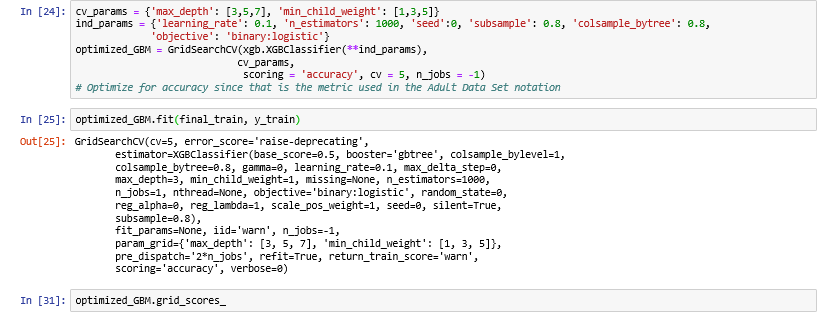 In [24]: cv_params = {'max_depth': [3,5,7], 'min_child_weight': [1,3,5]}
ind_params = {'learning_rate': 0.1, 'n_estimators': 1000, 'seed':0, 'subsample': 0.8, 'colsample_bytree': 0.8,
'objective': 'binary:logistic'}
optimized_GBM = GridSearchCV(xgb.XGBClassifier(**ind_params),
cv_params,
scoring = 'accuracy', cv = 5, n_jobs = -1)
# Optimize for accuracy since that is the metric used in the Adult Data Set notation
In [25]: optimized_GBM.fit(final_train, y_train)
Out[25]: GridSearchCV(cv=5, error_score='raise-deprecating',
estimator=XGBClassifier(base_score=0.5, booster='gbtree', colsample_bylevel=1,
colsample_bytree=0.8, gamma=0, learning_rate=0.1, max_delta_step=0,
max_depth=3, min_child_weight=1, missing=None, n_estimators=1000,
n_jobs=1, nthread=None, objective='binary:logistic', random_state=0,
reg_alpha=0, reg_lambda=1, scale_pos_weight=1, seed=0, silent=True,
subsample=0.8),
fit_params=None, iid='warn', n_jobs=-1,
param_grid={'max_depth': [3, 5, 7], 'min_child_weight': [1, 3, 5]},
pre_dispatch='2*n_jobs', refit=True, return_train_score='warn',
scoring='accuracy', verbose=0)
In [31]: optimized_GBM.grid_scores_